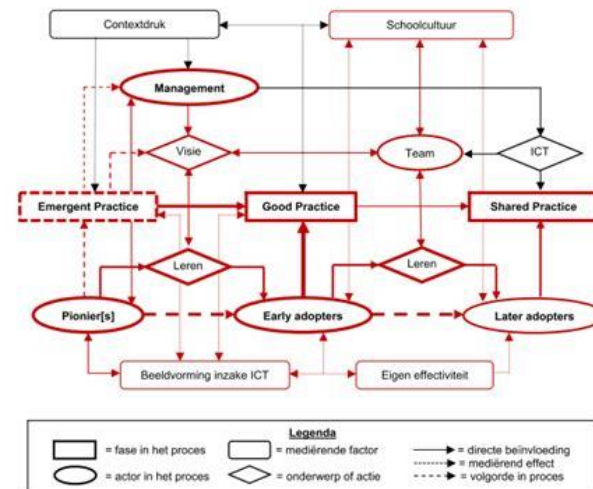 Contextdruk
Schoolcultuur
Management
Visie
Team
ICT
Emergent Practice
Good Practice
Shared Practice
Leren
Leren
Pionier[s]
Early adopters
Later adopters
Beeldvorming inzake ICT
Eigen effectiviteit
Legenda
= fase in het proces
= mediërende factor
= directe beïnvloeding
= mediërend effect
= actor in het proces
= onderwerp of actie
= volgorde in proces